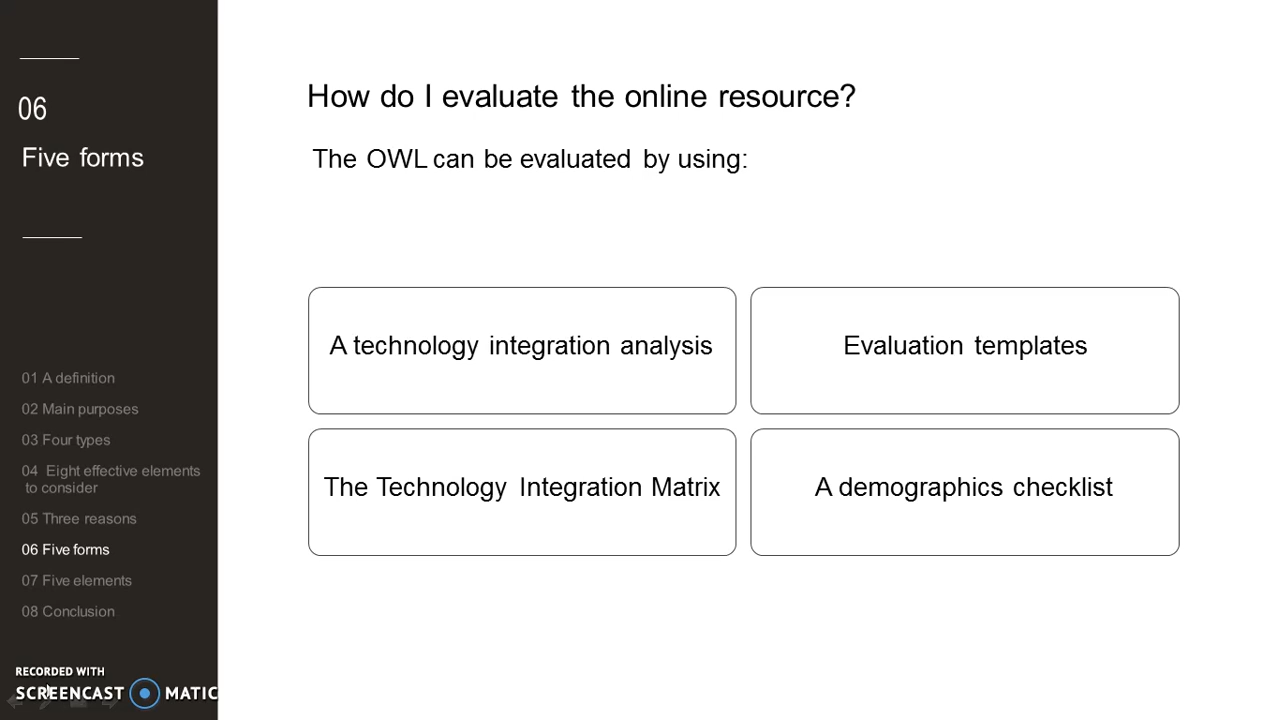 06
Five forms
01 A definition
02 Main purposes
03 Four types
04 Eight effective elements
to consider
05 Three reasons
06 Five forms
07 Five elements
08 Conclusion
RECORDED WITH
SCREENCAST MATIC
How do I evaluate the online resource?
The OWL can be evaluated by using:
A technology integration analysis
Evaluation templates
The Technology Integration Matrix
A demographics checklist